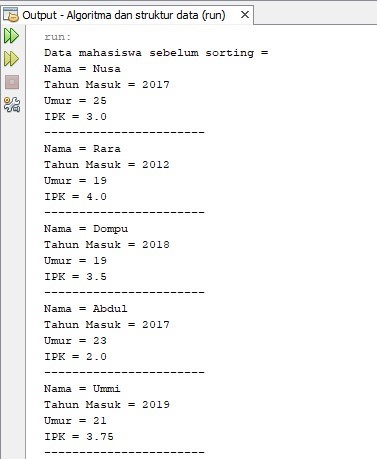 Output - Algoritma dan struktur data (run)
run:
Data mahasiswa sebelum sorting =
Nama = Nusa
Tahun Masuk = 2017
Umur = 25
IPK = 3.0
-----------------------
Nama = Rara
Tahun Masuk = 2012
Umur = 19
IPK = 4.0
-----------------------
Nama = Dompu
Tahun Masuk = 2018
Umur = 19
IPK = 3.5
-----------------------
Nama = Abdul
Tahun Masuk = 2017
Umur = 23
IPK = 2.0
-----------------------
Nama = Ummi
Tahun Masuk = 2019
Umur = 21
IPK = 3.75
-----------------------